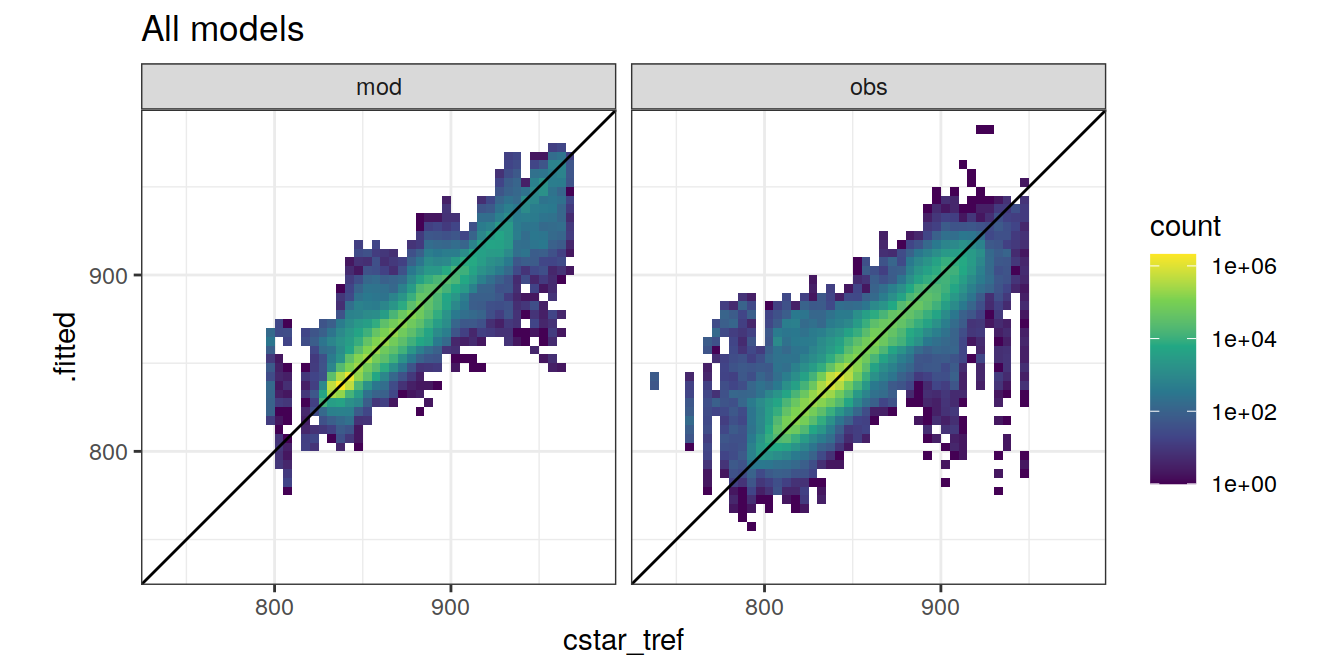 All models
mod
obs
.fitted
900
800
800
900
800
900
cstar_tref
count
1e+06
1e+04
1e+02
1e+00